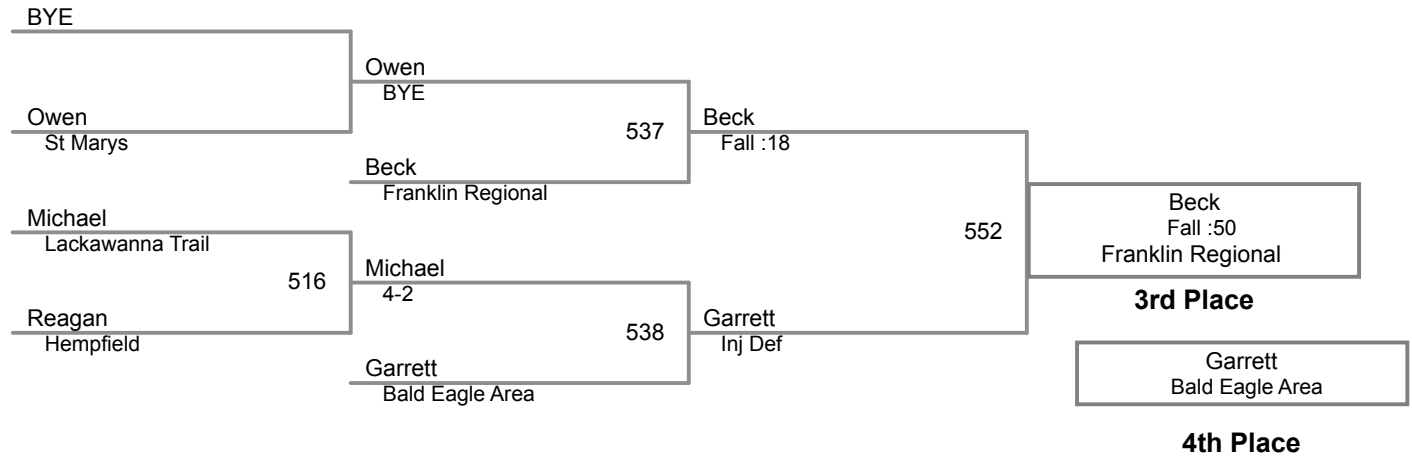 BYE
Owen
BYE
Owen
St Marys
537
Beck
Fall :18
Beck
Franklin Regional
Michael
Lackawanna Trail
552
Beck
Fall :50
Franklin Regional
516
Michael
4-2
3rd Place
Reagan
Hempfield
538
Garrett
Inj Def
Garrett
Bald Eagle Area
Garrett
Bald Eagle Area
4th Place